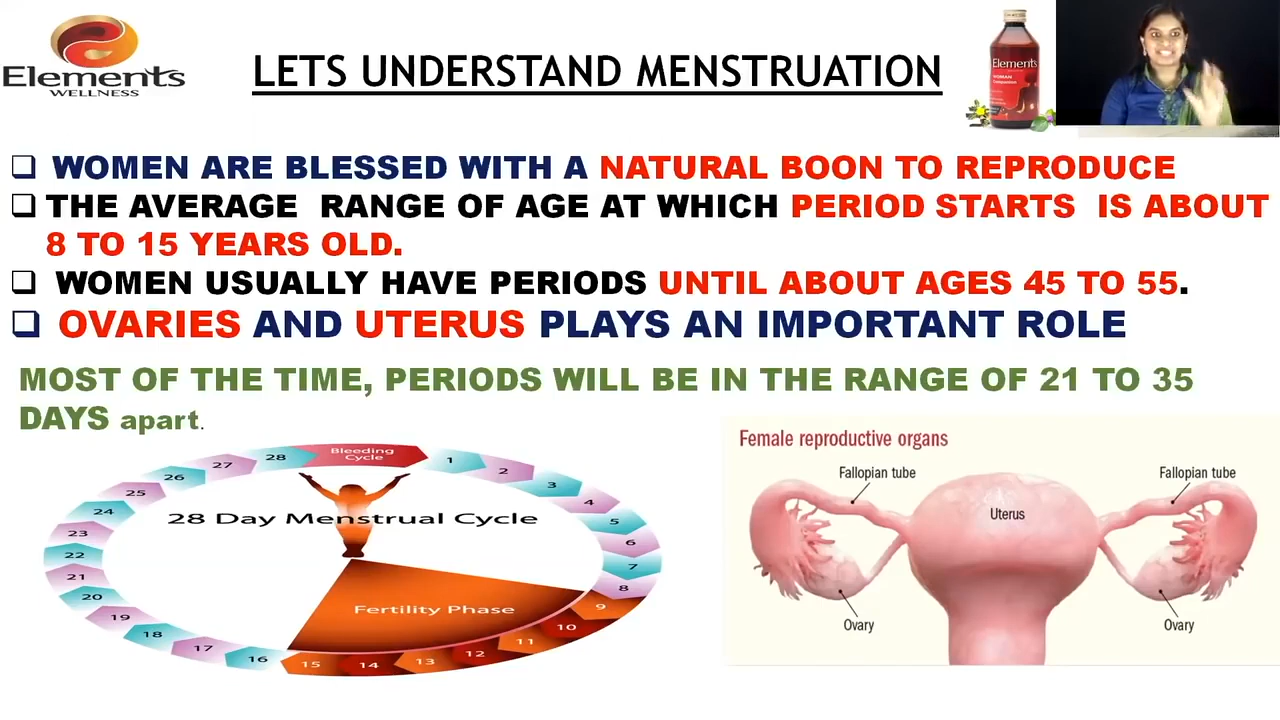 Elements
WELLNESS
LETS UNDERSTAND MENSTRUATION
Elements
WOMAN
❑ WOMEN ARE BLESSED WITH A NATURAL BOON TO REPRODUCE
❑ THE AVERAGE RANGE OF AGE AT WHICH PERIOD STARTS IS ABOUT
8 TO 15 YEARS OLD.
❑ WOMEN USUALLY HAVE PERIODS UNTIL ABOUT AGES 45 TO 55.
❑ OVARIES AND UTERUS PLAYS AN IMPORTANT ROLE
MOST OF THE TIME, PERIODS WILL BE IN THE RANGE OF 21 TO 35
DAYS apart.
Bleeding
Cycle
1
2
3
4
5
6
7
8
9
10
11
12
13
14
15
16
17
18
19
20
21
22
23
24
25
26
27
28
28 Day Menstrual Cycle
Fertility Phase
Female reproductive organs
Fallopian tube
Fallopian tube
Uterus
Ovary
Ovary